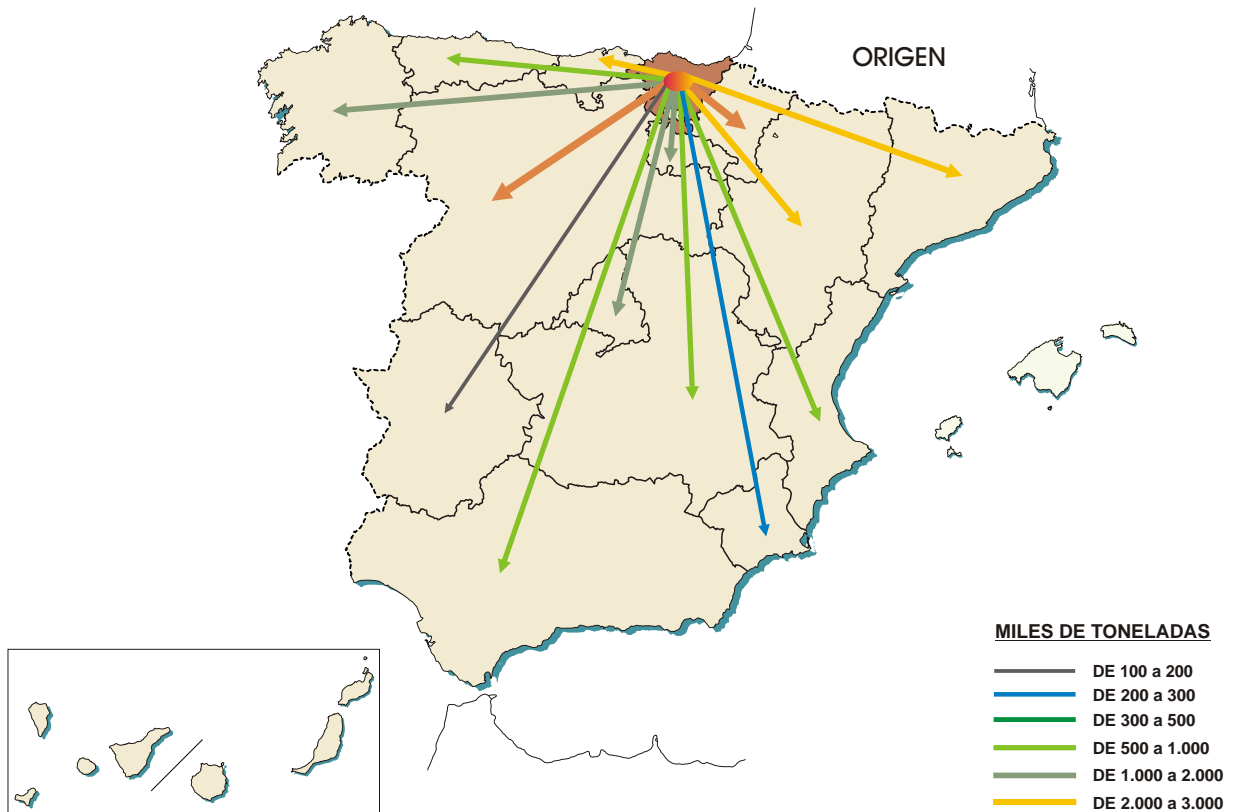 ORIGEN
MILES DE TONELADAS
DE 100 a 200
DE 200 a 300
DE 300 a 500
DE 500 a 1.000
DE 1.000 a 2.000
DE 2.000 a 3.000